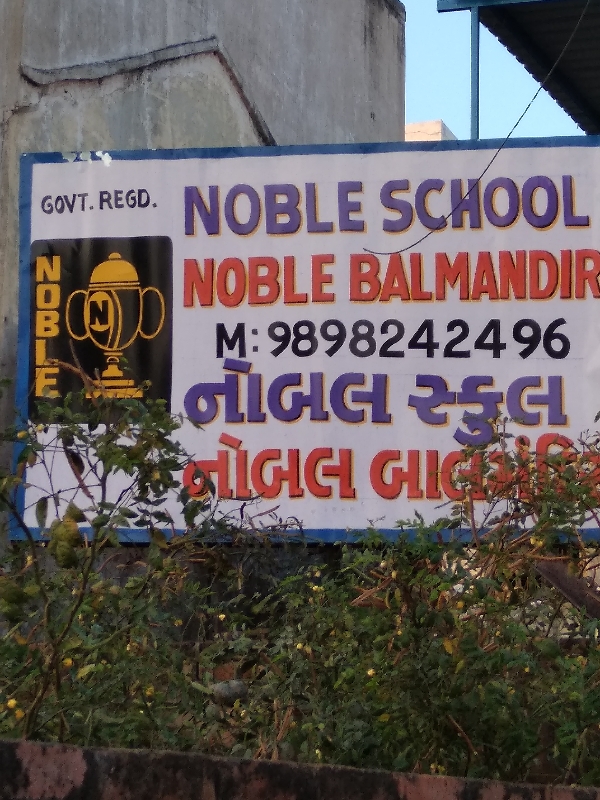 GOVT. REGD.
NOBLE SCHOOL
NOBLE BALMANDIR
NOBLE
N
M: 9898242496
નોબલ સ્કુલ
નોબલ